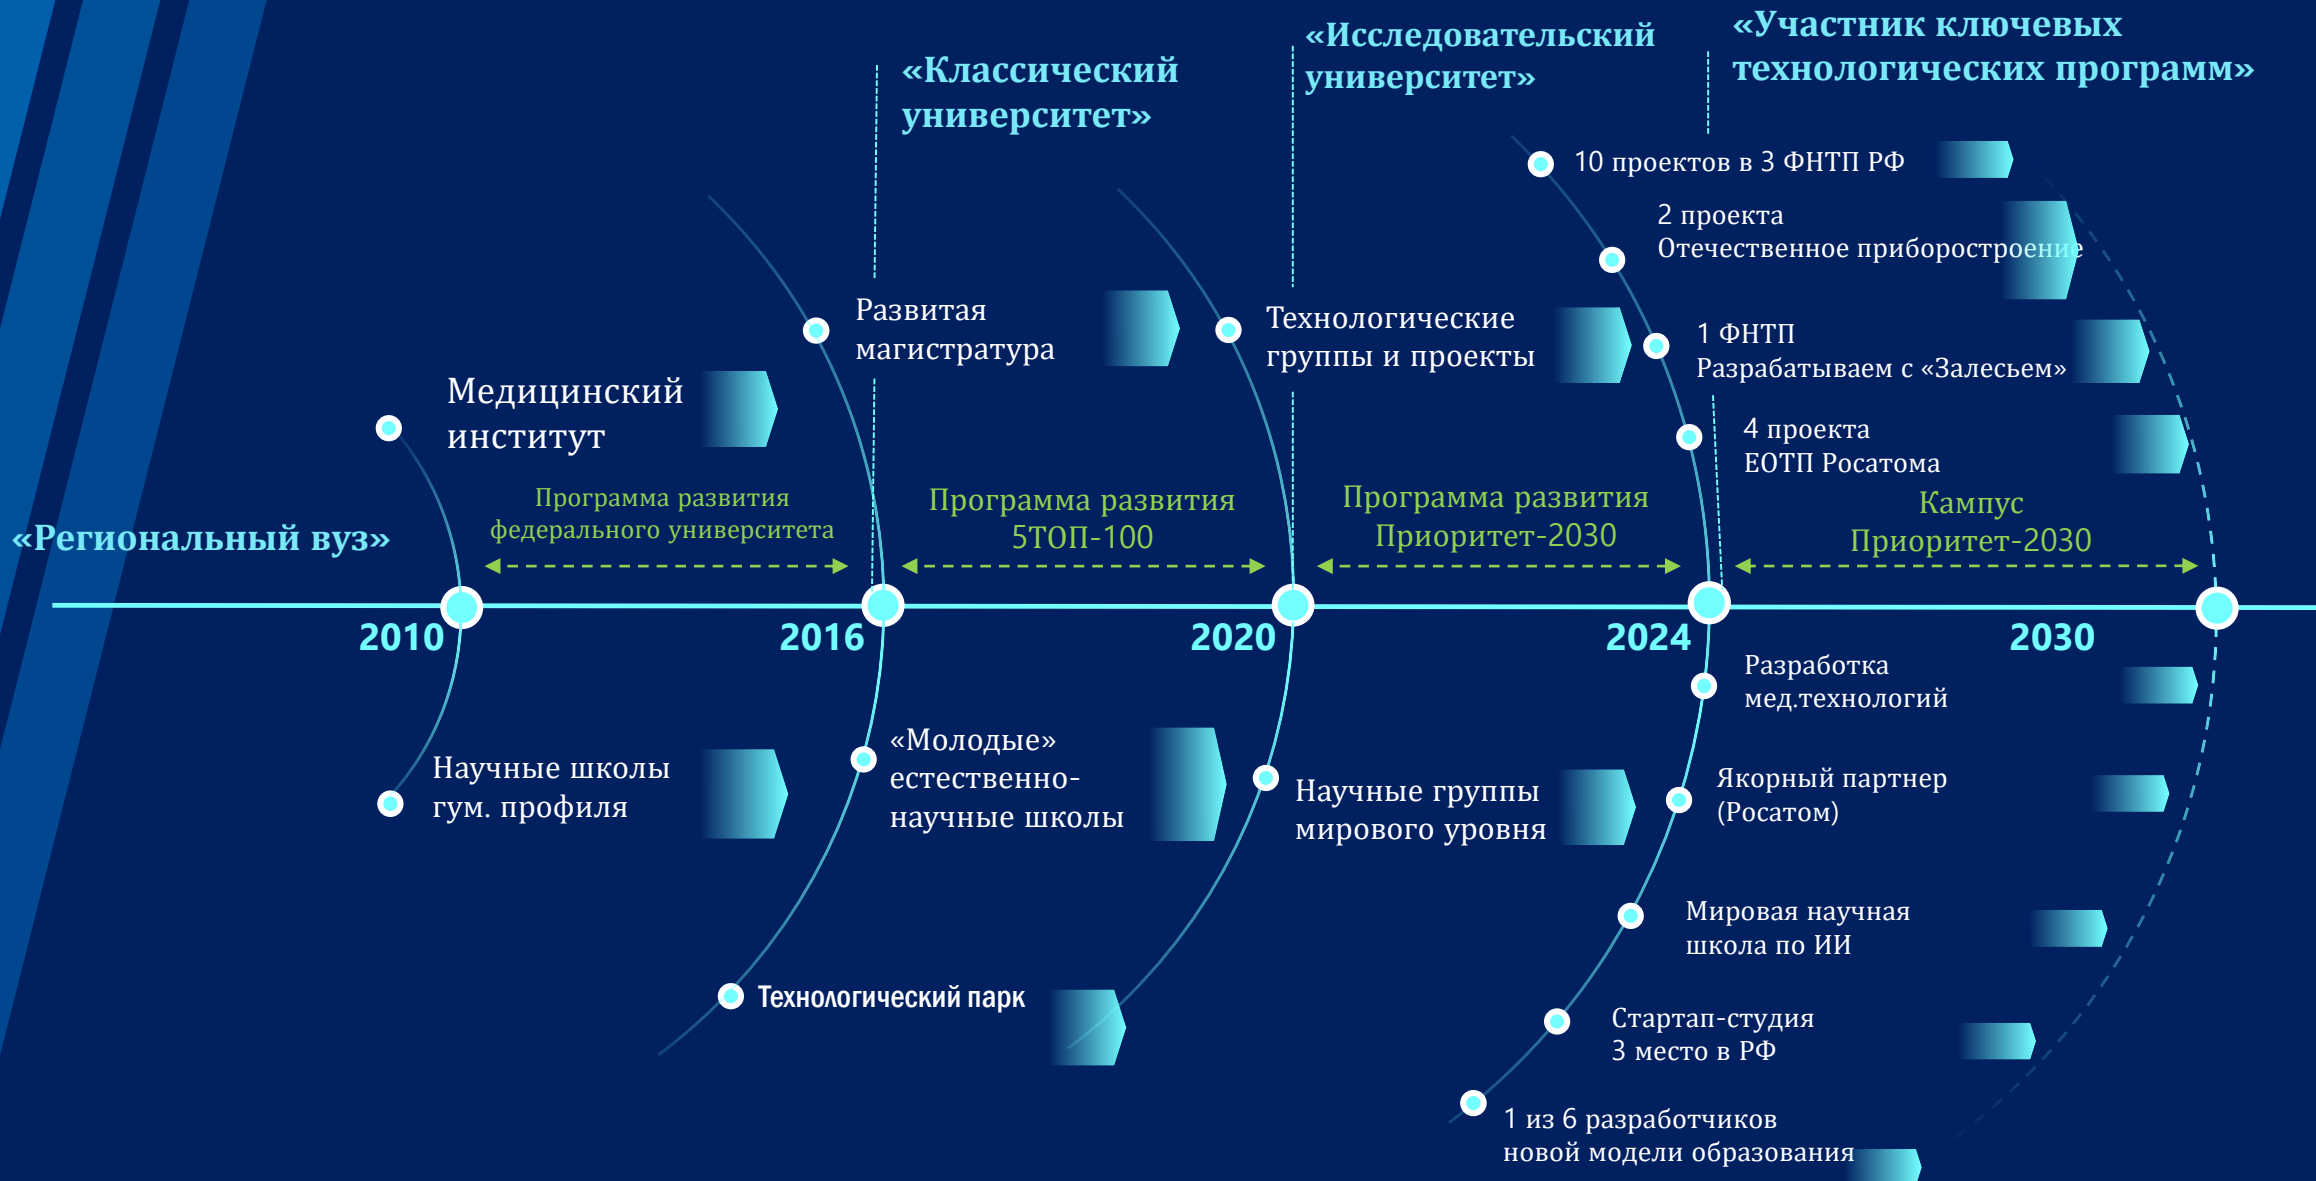 «Региональный вуз»
2010
Медицинский
институт
Научные школы
гум. профиля
Программа развития
федерального университета
«Классический
университет»
2016
Развитая
магистратура
«Молодые»
естественно-
научные школы
Технологический парк
Программа развития
5ТОП-100
«Исследовательский
университет»
2020
Технологические
группы и проекты
Научные группы
мирового уровня
Программа развития
Приоритет-2030
«Участник ключевых
технологических программ»
2024
10 проектов в 3 ФНТП РФ
2 проекта
Отечественное приборостроение
1 ФНТП
Разрабатываем с «Залесьем»
4 проекта
ЕОТП Росатома
Кампус
Приоритет-2030
2030
Разработка
мед.технологий
Якорный партнер
(Росатом)
Мировая научная
школа по ИИ
Стартап-студия
3 место в РФ
1 из 6 разработчиков
новой модели образования